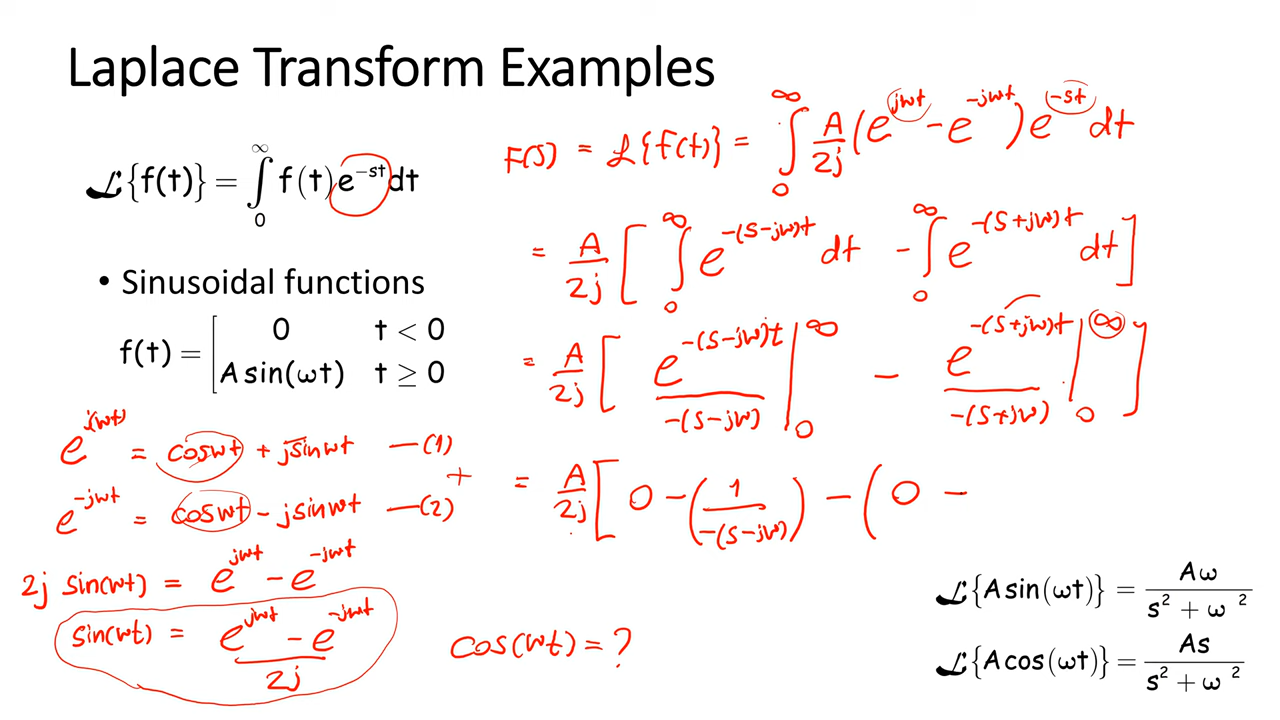 Laplace Transform Examples
ℒ{f(t)} = ∫₀^∞ f(t)e^{-st}dt
• Sinusoidal functions
f(t) = [ 0 t < 0
A sin(ωt) t ≥ 0
e^{j(ωt)} = cosωt + jsinωt —(1)
+
e^{-jωt} = cosωt - jsinωt —(2)
2j sin(ωt) = e^{jωt} - e^{-jωt}
sin(ωt) = (e^{jωt} - e^{-jωt})/2j
cos(ωt) = ?
F(S) = ℒ{f(t)} = ∫₀^∞ A/2j (e^{jωt} - e^{-jωt}) e^{-st} dt
= A/2j [ ∫₀^∞ e^{-(S-jω)t} dt - ∫₀^∞ e^{-(S+jω)t} dt ]
= A/2j [ e^{-(S-jω)t}/-(S-jω) |₀^∞ - e^{-(S+jω)t}/-(S+jω) |₀^∞ ]
= A/2j [ 0 - (1/-(S-jω)) - (0 -
ℒ{A sin(ωt)} = Aω/(s² + ω²)
ℒ{A cos(ωt)} = As/(s² + ω²)